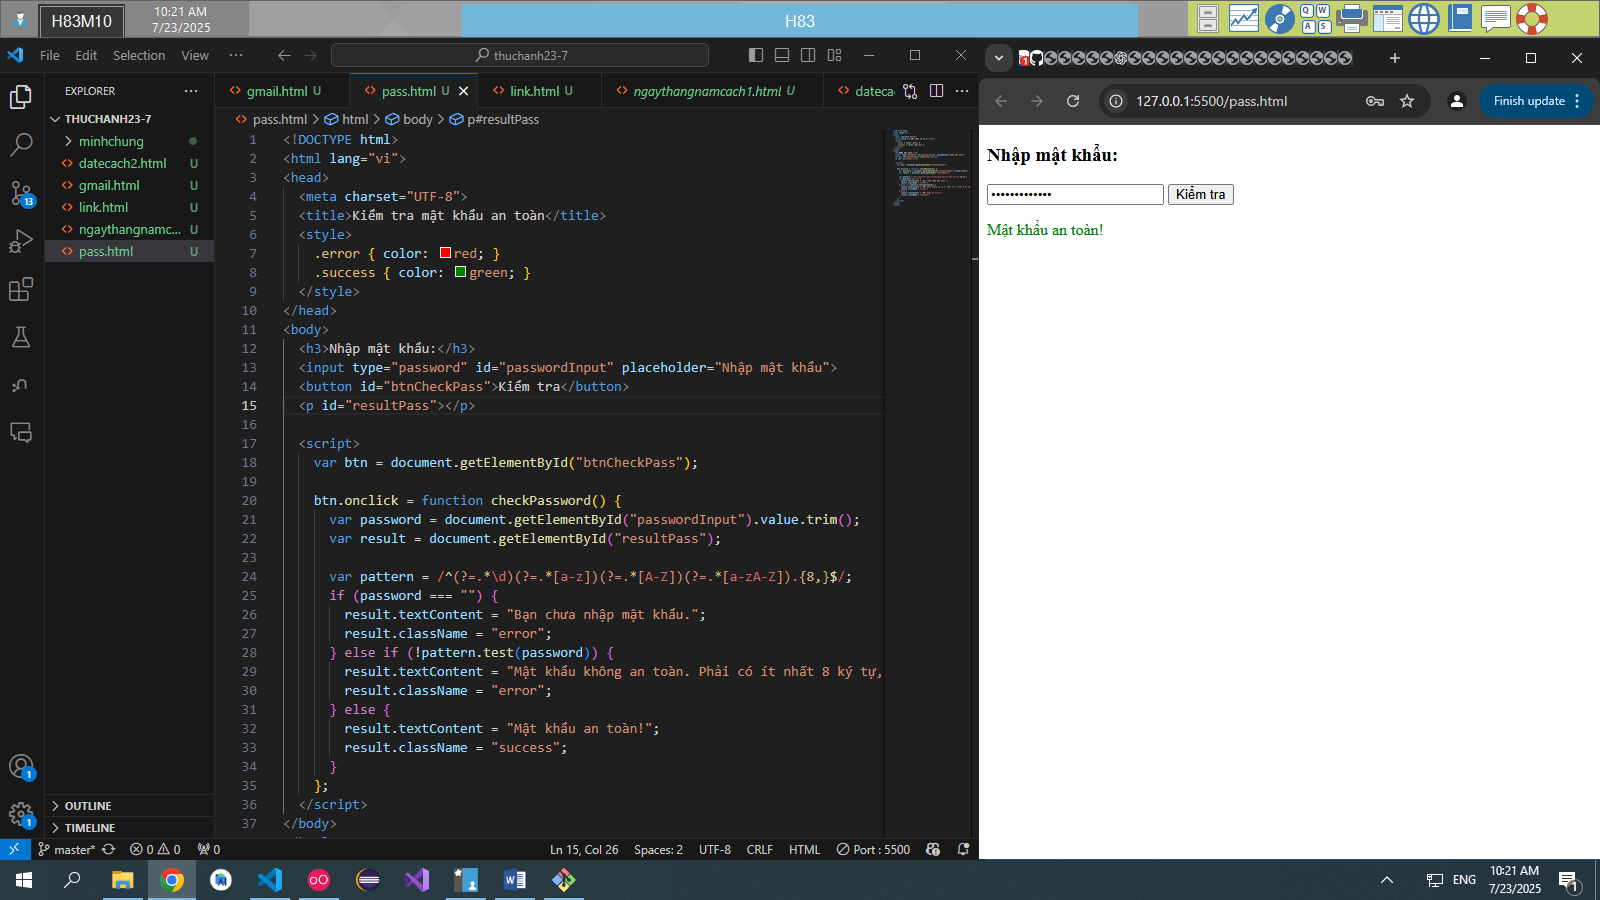 H83M10
10:21 AM
7/23/2025
H83
File Edit Selection View ···
thuchanh23-7
EXPLORER ···
THUCHANH23-7
minhchung
datecach2.html U
gmail.html U
link.html U
ngaythangnamc... U
pass.html U
OUTLINE
TIMELINE
gmail.html U
pass.html U
link.html U
ngaythangnamcach1.html U
dateca
pass.html > html > body > p#resultPass
1 <!DOCTYPE html>
2 <html lang="vi">
3 <head>
4 <meta charset="UTF-8">
5 <title>Kiểm tra mật khẩu an toàn</title>
6 <style>
7 .error { color: red; }
8 .success { color: green; }
9 </style>
10 </head>
11 <body>
12 <h3>Nhập mật khẩu:</h3>
13 <input type="password" id="passwordInput" placeholder="Nhập mật khẩu">
14 <button id="btnCheckPass">Kiểm tra</button>
15 <p id="resultPass"></p>
16
17 <script>
18 var btn = document.getElementById("btnCheckPass");
19
20 btn.onclick = function checkPassword() {
21 var password = document.getElementById("passwordInput").value.trim();
22 var result = document.getElementById("resultPass");
23
24 var pattern = /^(?=.*\d)(?=.*[a-z])(?=.*[A-Z])(?=.*[a-zA-Z]).{8,}$/;
25 if (password === "") {
26 result.textContent = "Bạn chưa nhập mật khẩu.";
27 result.className = "error";
28 } else if (!pattern.test(password)) {
29 result.textContent = "Mật khẩu không an toàn. Phải có ít nhất 8 ký tự,
30 result.className = "error";
31 } else {
32 result.textContent = "Mật khẩu an toàn!";
33 result.className = "success";
34 }
35 };
36 </script>
37 </body>
13
1
1
master* 0 0 0
Ln 15, Col 26 Spaces: 2 UTF-8 CRLF HTML Port : 5500
127.0.0.1:5500/pass.html
Finish update
Nhập mật khẩu:
•••••••••••••
Kiểm tra
Mật khẩu an toàn!
ENG
10:21 AM
7/23/2025
1